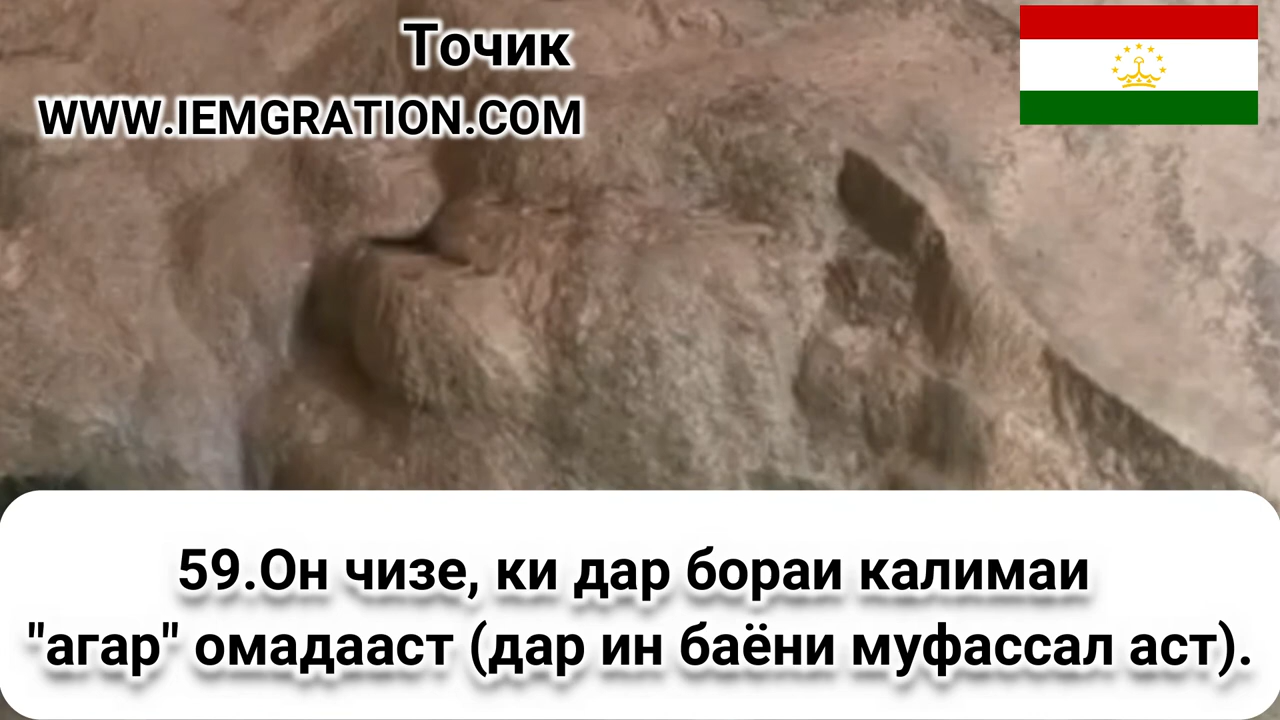 Точик
WWW.IEMGRATION.COM
59.Он чизе, ки дар бораи калимаи
"агар" омадааст (дар ин баёни муфассал аст).